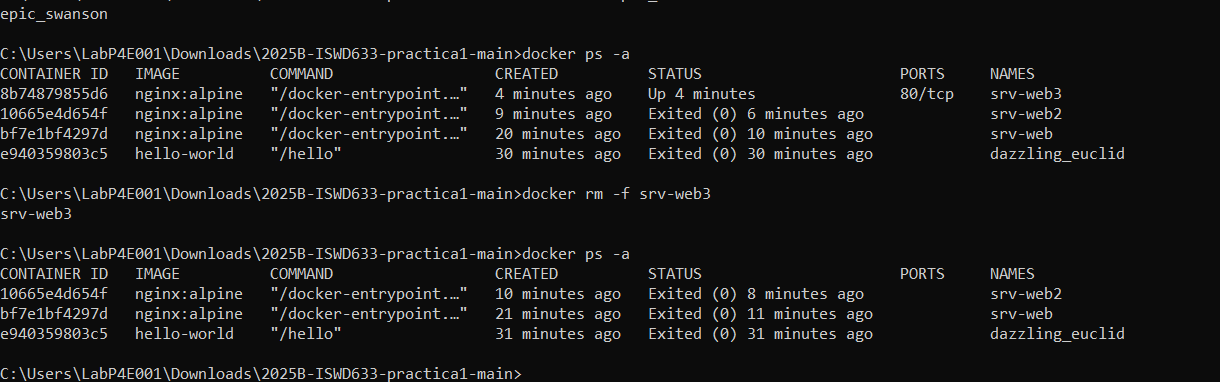 epic_swanson
C:\Users\LabP4E001\Downloads\2025B-ISWD633-practica1-main>docker ps -a
CONTAINER ID   IMAGE          COMMAND                  CREATED          STATUS                      PORTS     NAMES
8b74879855d6   nginx:alpine   "/docker-entrypoint.…"   4 minutes ago    Up 4 minutes                80/tcp    srv-web3
10665e4d654f   nginx:alpine   "/docker-entrypoint.…"   9 minutes ago    Exited (0) 6 minutes ago              srv-web2
bf7e1bf4297d   nginx:alpine   "/docker-entrypoint.…"   20 minutes ago   Exited (0) 10 minutes ago             srv-web
e940359803c5   hello-world    "/hello"                 30 minutes ago   Exited (0) 30 minutes ago             dazzling_euclid
C:\Users\LabP4E001\Downloads\2025B-ISWD633-practica1-main>docker rm -f srv-web3
srv-web3
C:\Users\LabP4E001\Downloads\2025B-ISWD633-practica1-main>docker ps -a
CONTAINER ID   IMAGE          COMMAND                  CREATED          STATUS                      PORTS     NAMES
10665e4d654f   nginx:alpine   "/docker-entrypoint.…"   10 minutes ago   Exited (0) 8 minutes ago              srv-web2
bf7e1bf4297d   nginx:alpine   "/docker-entrypoint.…"   21 minutes ago   Exited (0) 11 minutes ago             srv-web
e940359803c5   hello-world    "/hello"                 31 minutes ago   Exited (0) 31 minutes ago             dazzling_euclid
C:\Users\LabP4E001\Downloads\2025B-ISWD633-practica1-main>